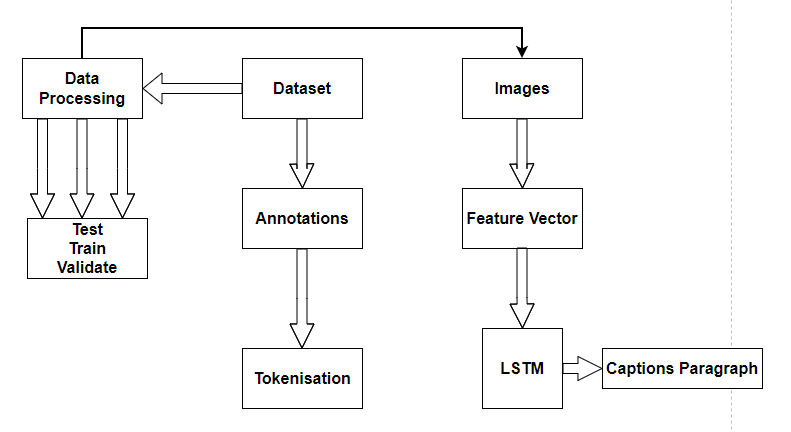 Data
Processing
Dataset
Images
Test
Train
Validate
Annotations
Feature Vector
Tokenisation
LSTM
Captions Paragraph